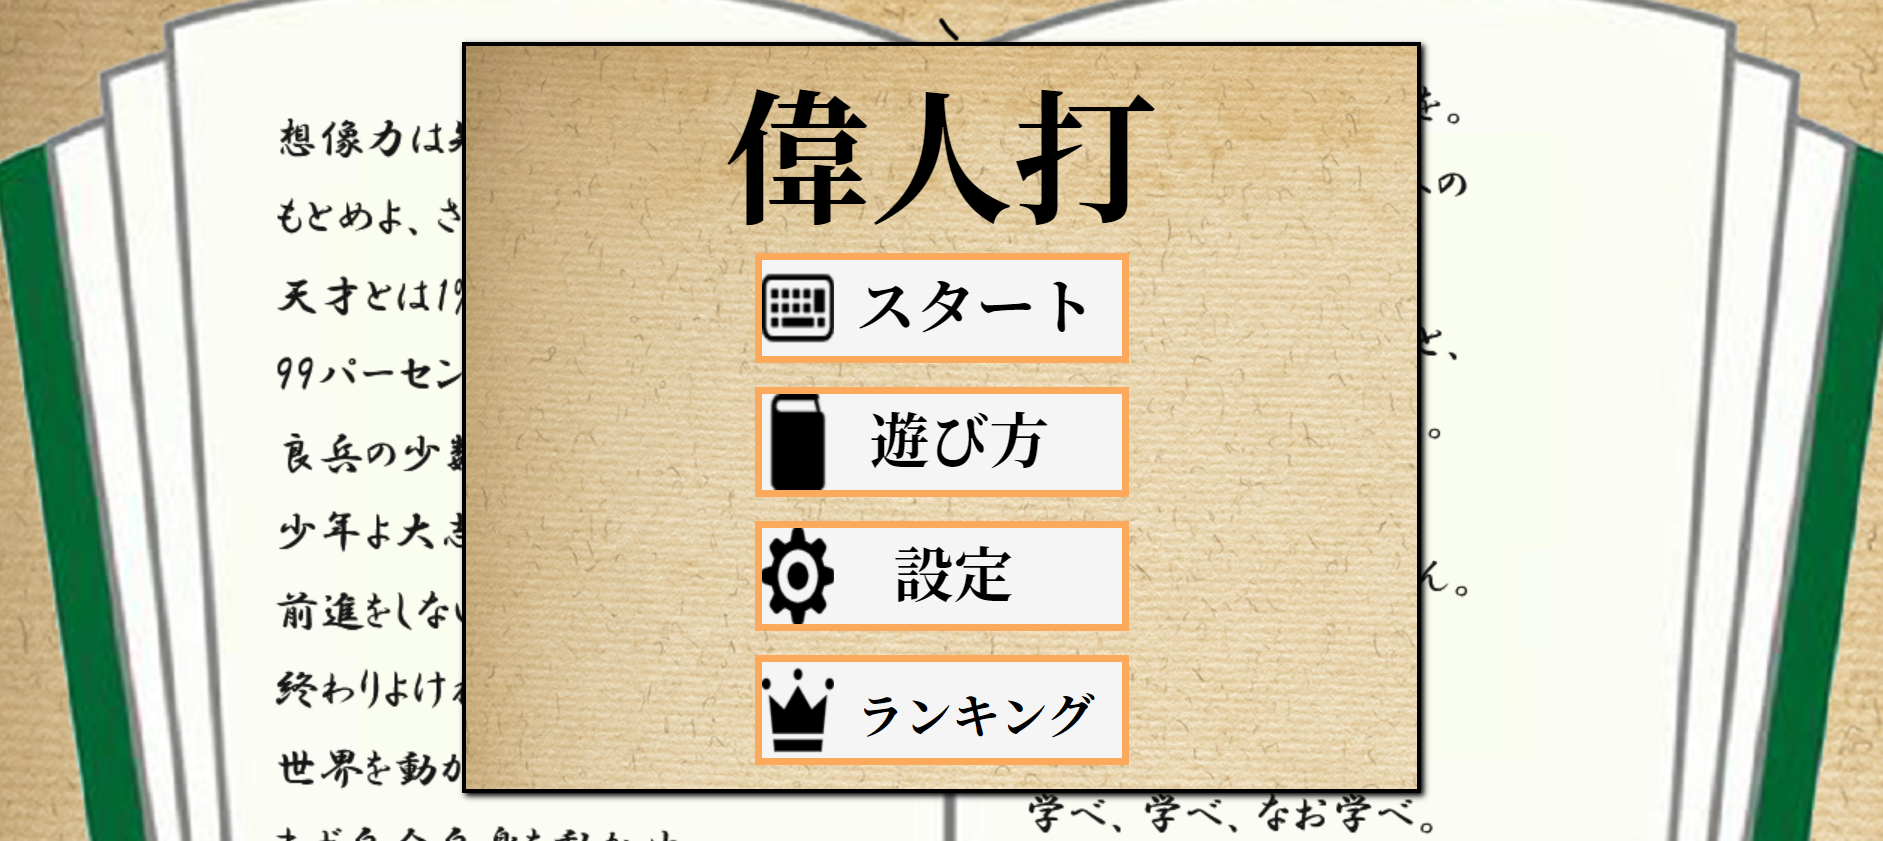 偉人打
スタート
遊び方
設定
ランキング
想像力は
もとめよ、さ
天才とは1
99パーセン
良兵の少
少年よ大
前進をしな
終わりよけ
世界を動か
を。
の
と、
。
ん。
学べ、学べ、なお学べ。